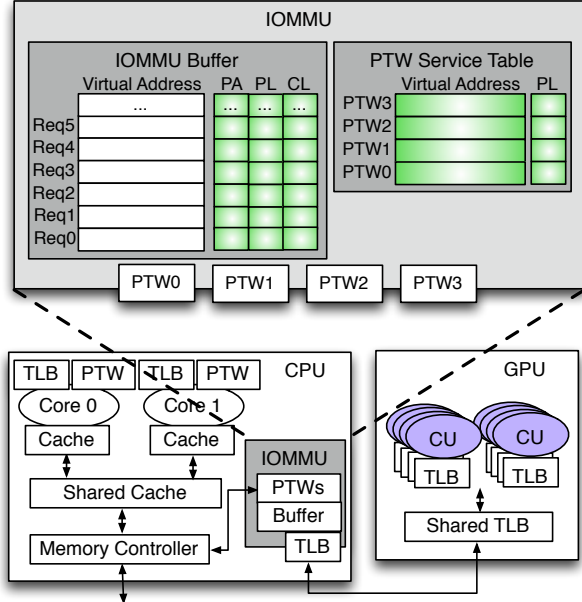 IOMMU
IOMMU Buffer
Virtual Address PA PL CL
... ... ... ...
Req5
Req4
Req3
Req2
Req1
Req0
PTW Service Table
Virtual Address PL
PTW3
PTW2
PTW1
PTW0
PTW0 PTW1 PTW2 PTW3
CPU
TLB PTW TLB PTW
Core 0 Core 1
Cache Cache
Shared Cache
Memory Controller
IOMMU
PTWs
Buffer
TLB
GPU
CU CU
TLB TLB
Shared TLB